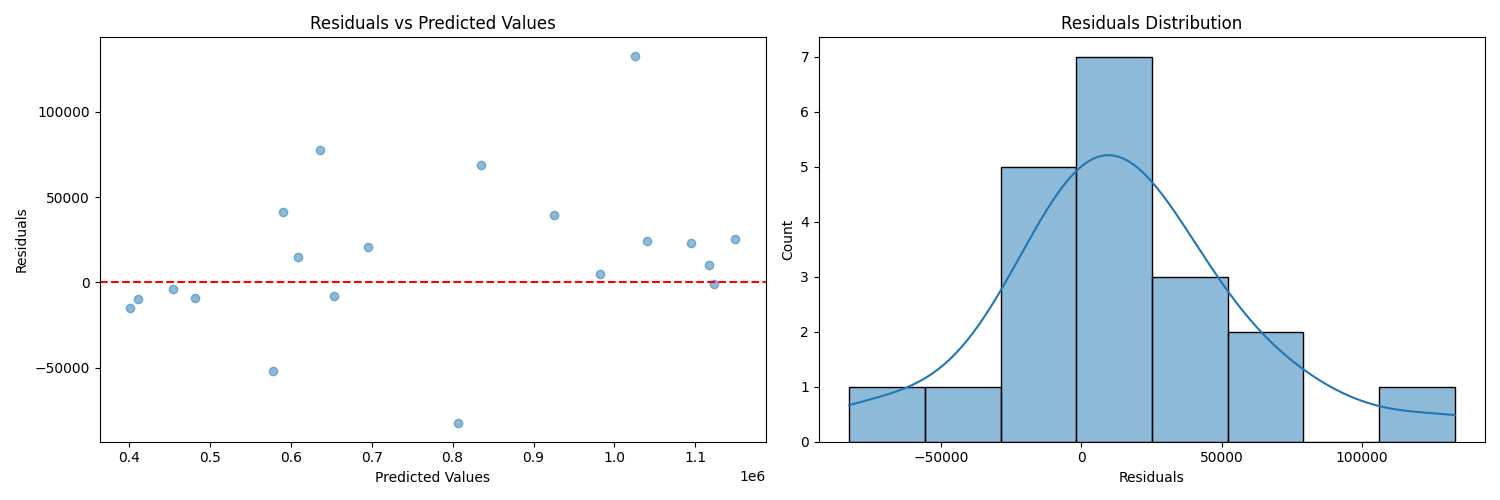 Residuals vs Predicted Values
Residuals
100000
50000
0
−50000
0.4 0.5 0.6 0.7 0.8 0.9 1.0 1.1
1e6
Predicted Values
Residuals Distribution
Count
7
6
5
4
3
2
1
0
−50000 0 50000 100000
Residuals